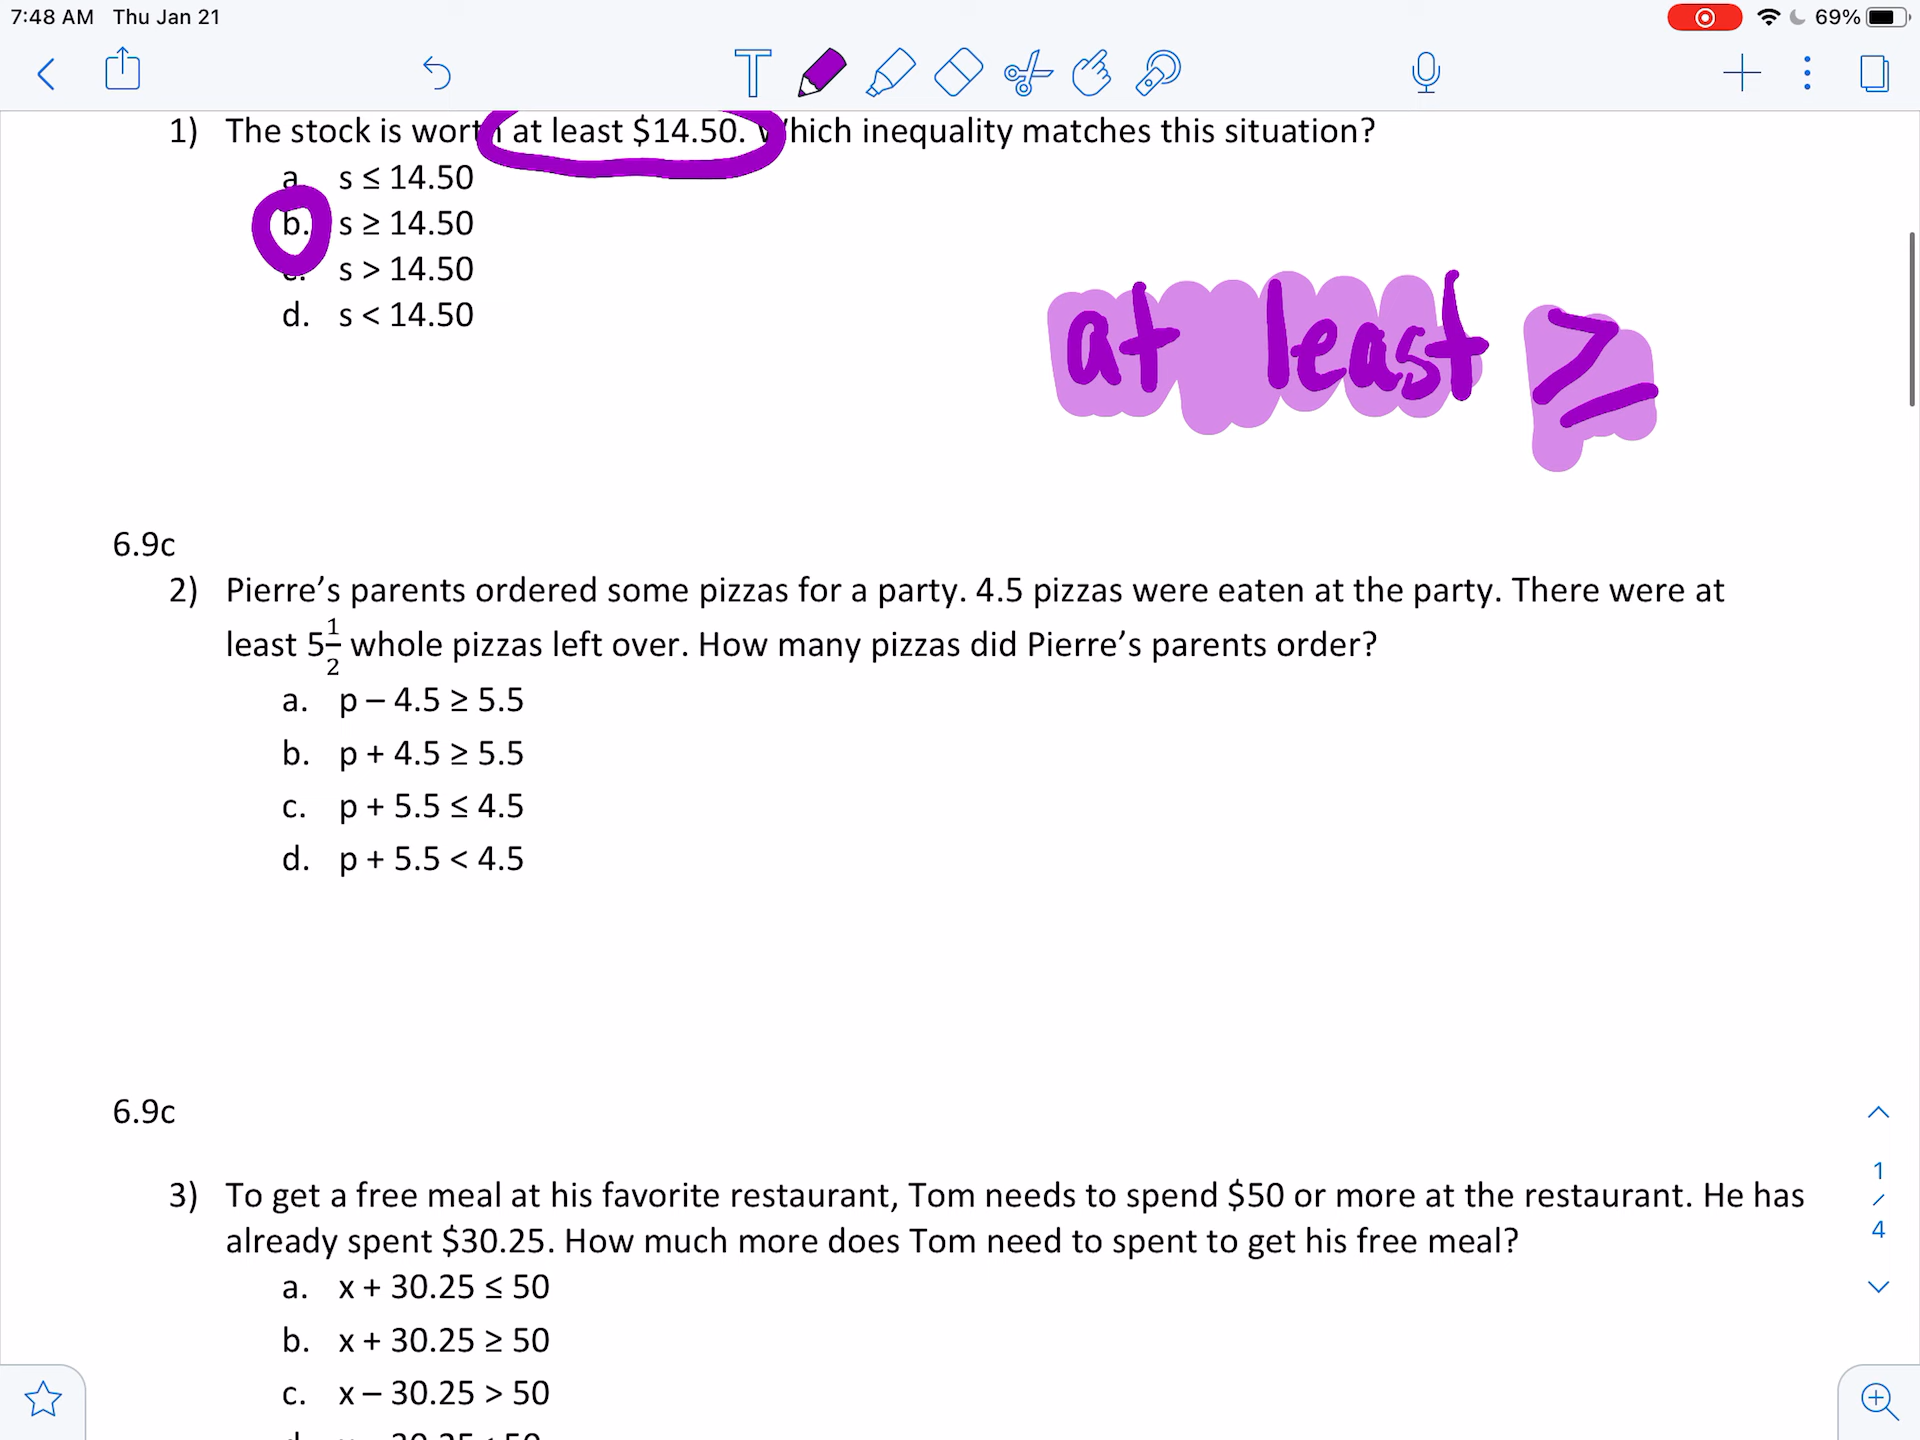 7:48 AM Thu Jan 21
69%
1) The stock is worth at least $14.50. Which inequality matches this situation?
a. s ≤ 14.50
b. s ≥ 14.50
c. s > 14.50
d. s < 14.50
at least ≥
6.9c
2) Pierre’s parents ordered some pizzas for a party. 4.5 pizzas were eaten at the party. There were at
least 5 1/2 whole pizzas left over. How many pizzas did Pierre’s parents order?
a. p – 4.5 ≥ 5.5
b. p + 4.5 ≥ 5.5
c. p + 5.5 ≤ 4.5
d. p + 5.5 < 4.5
6.9c
3) To get a free meal at his favorite restaurant, Tom needs to spend $50 or more at the restaurant. He has
already spent $30.25. How much more does Tom need to spent to get his free meal?
a. x + 30.25 ≤ 50
b. x + 30.25 ≥ 50
c. x – 30.25 > 50
1
/
4